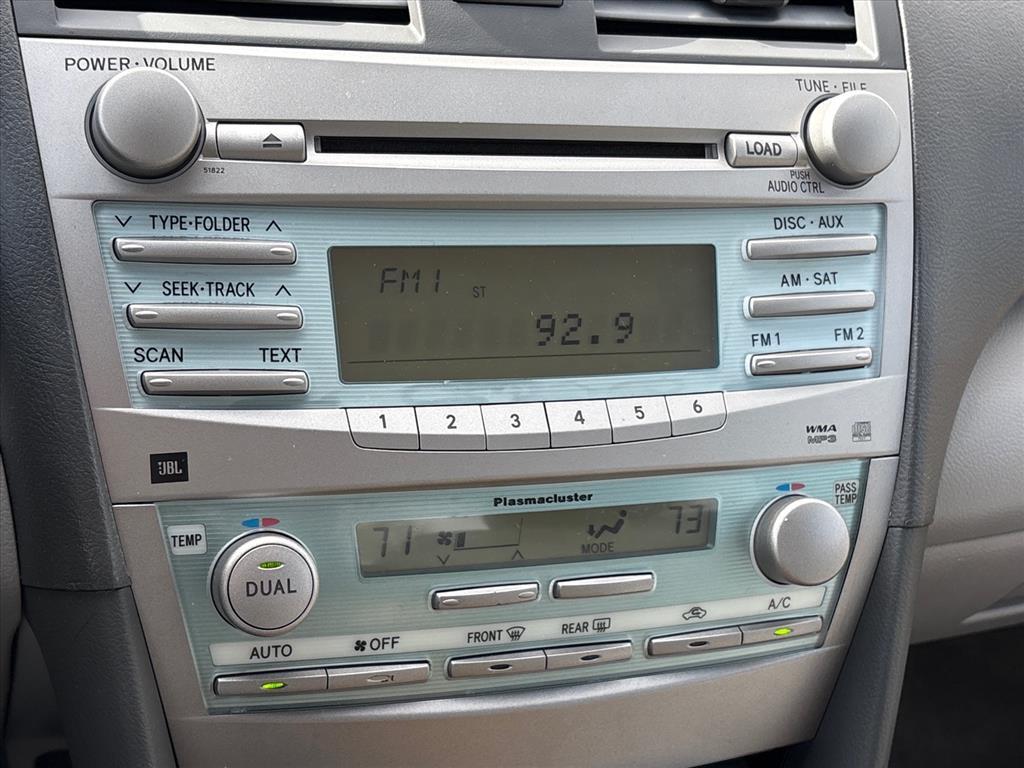 POWER·VOLUME
TUNE·FILE
LOAD
51822
PUSH
AUDIO CTRL
TYPE·FOLDER
DISC·AUX
FM1
ST
SEEK·TRACK
AM·SAT
92.9
SCAN TEXT
FM1 FM2
1 2 3 4 5 6
WMA
MP3
JBL
Plasmacluster
PASS
TEMP
TEMP
71
73
MODE
DUAL
AUTO
OFF
FRONT
REAR
A/C